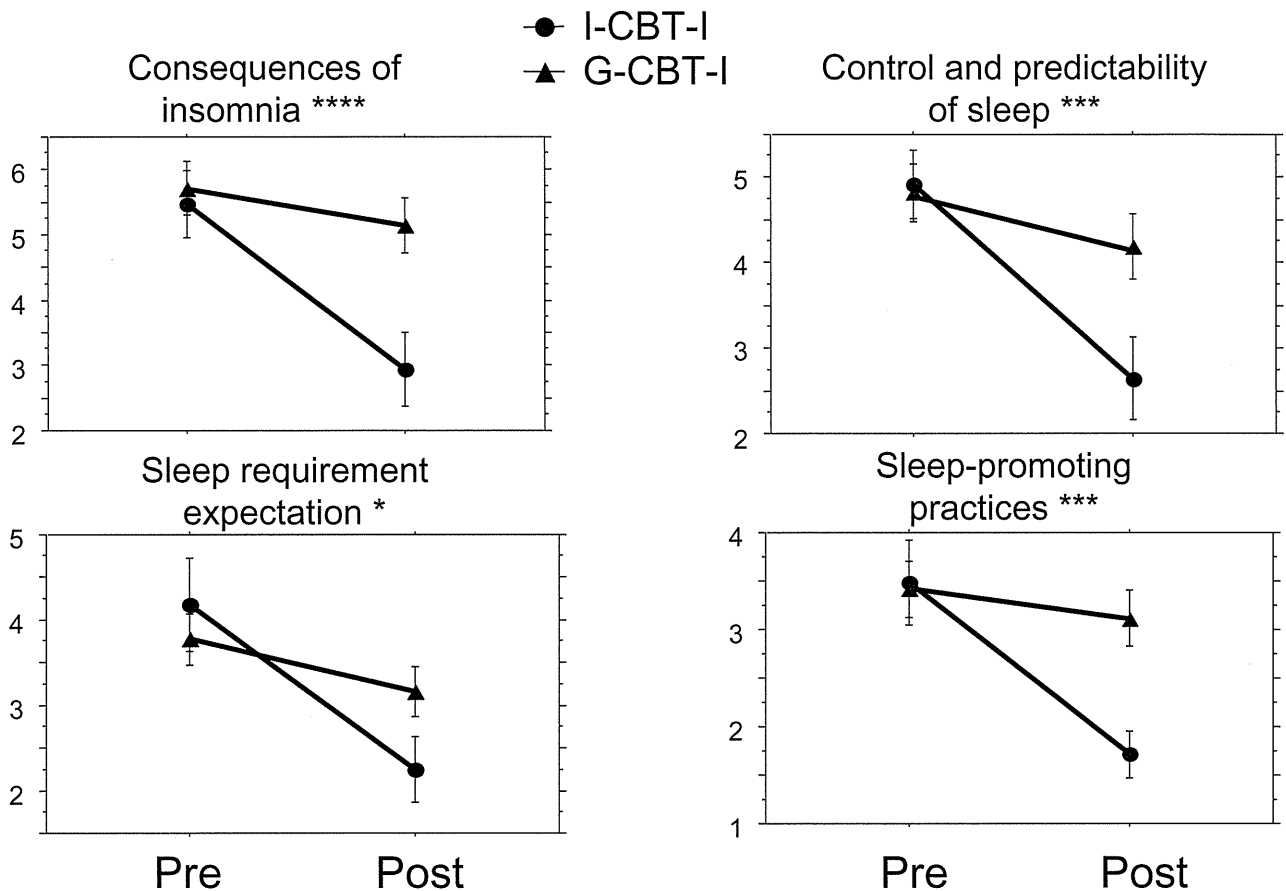 I-CBT-I
G-CBT-I
Consequences of
insomnia ****
6
5
4
3
2
Control and predictability
of sleep ***
5
4
3
2
Sleep requirement
expectation *
5
4
3
2
Pre
Post
Sleep-promoting
practices ***
4
3
2
1
Pre
Post